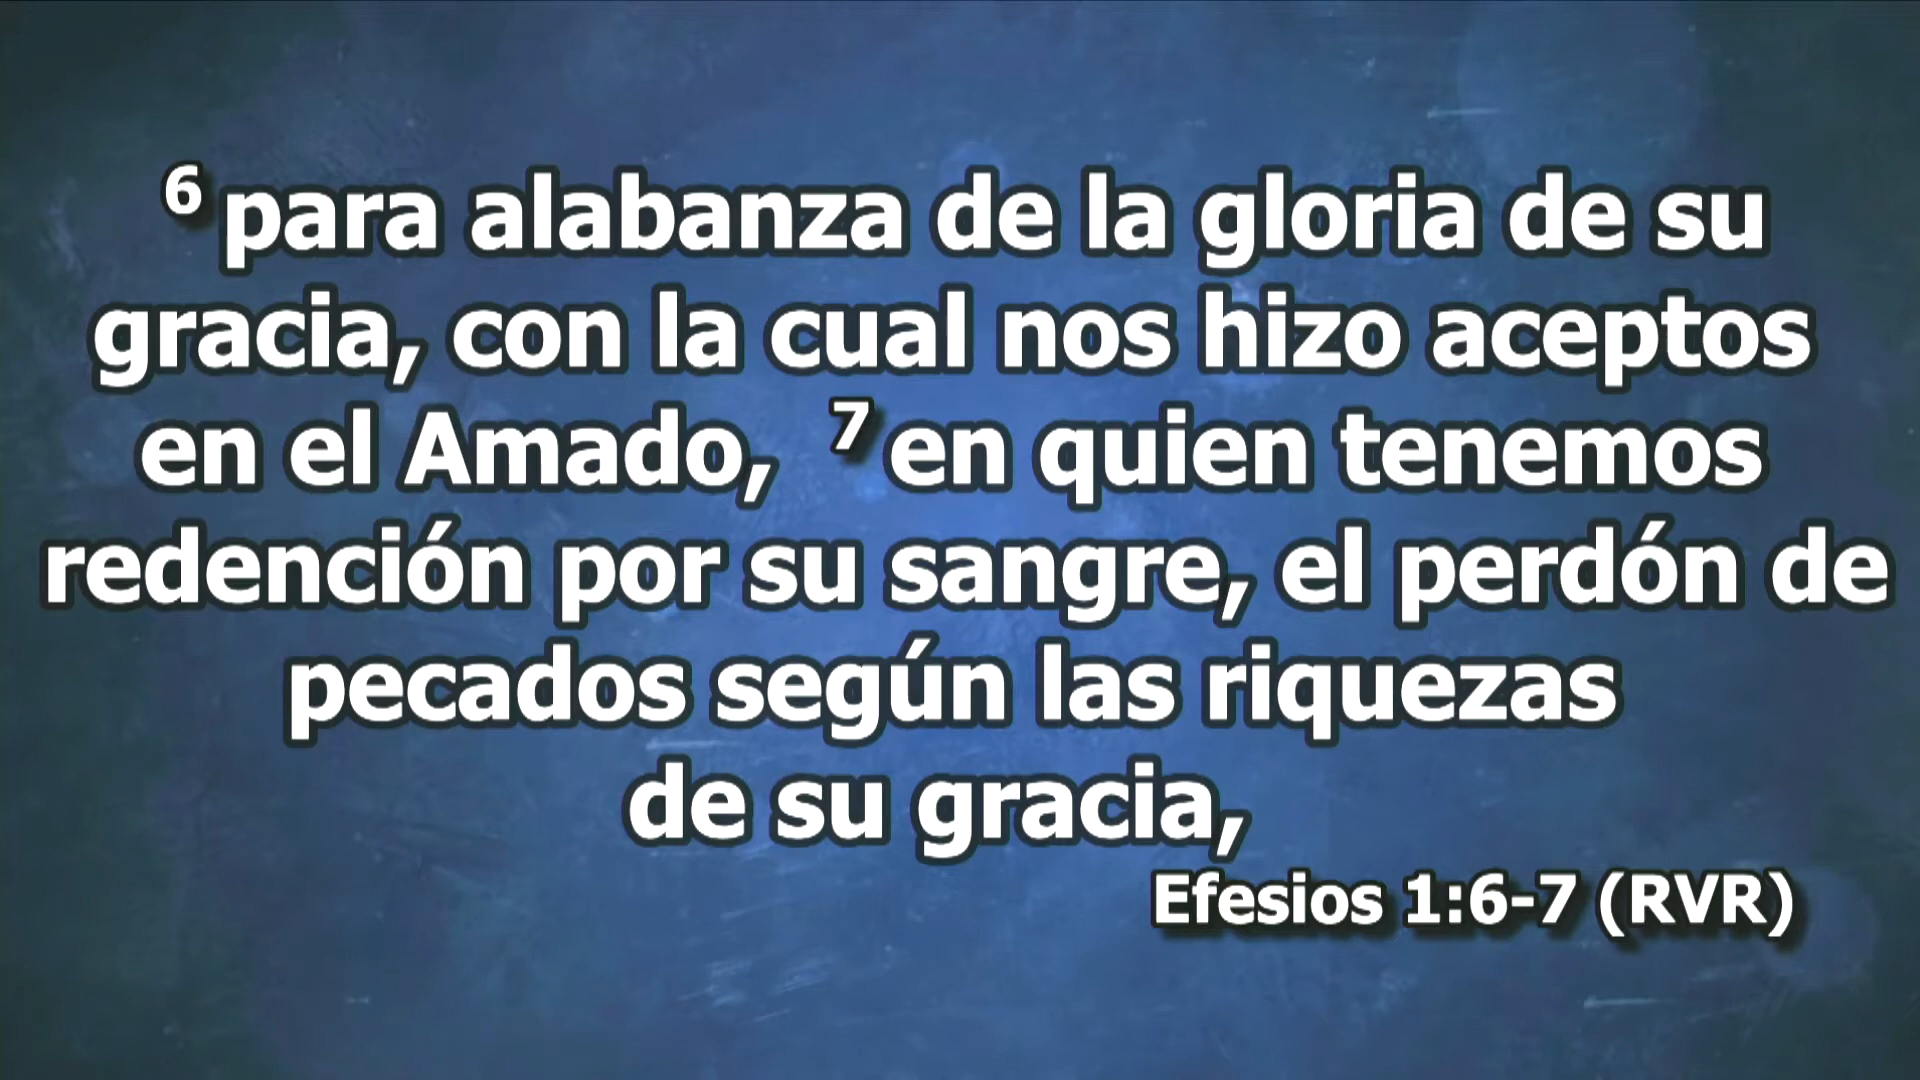 6 para alabanza de la gloria de su
gracia, con la cual nos hizo aceptos
en el Amado, 7 en quien tenemos
redención por su sangre, el perdón de
pecados según las riquezas
de su gracia,
Efesios 1:6-7 (RVR)